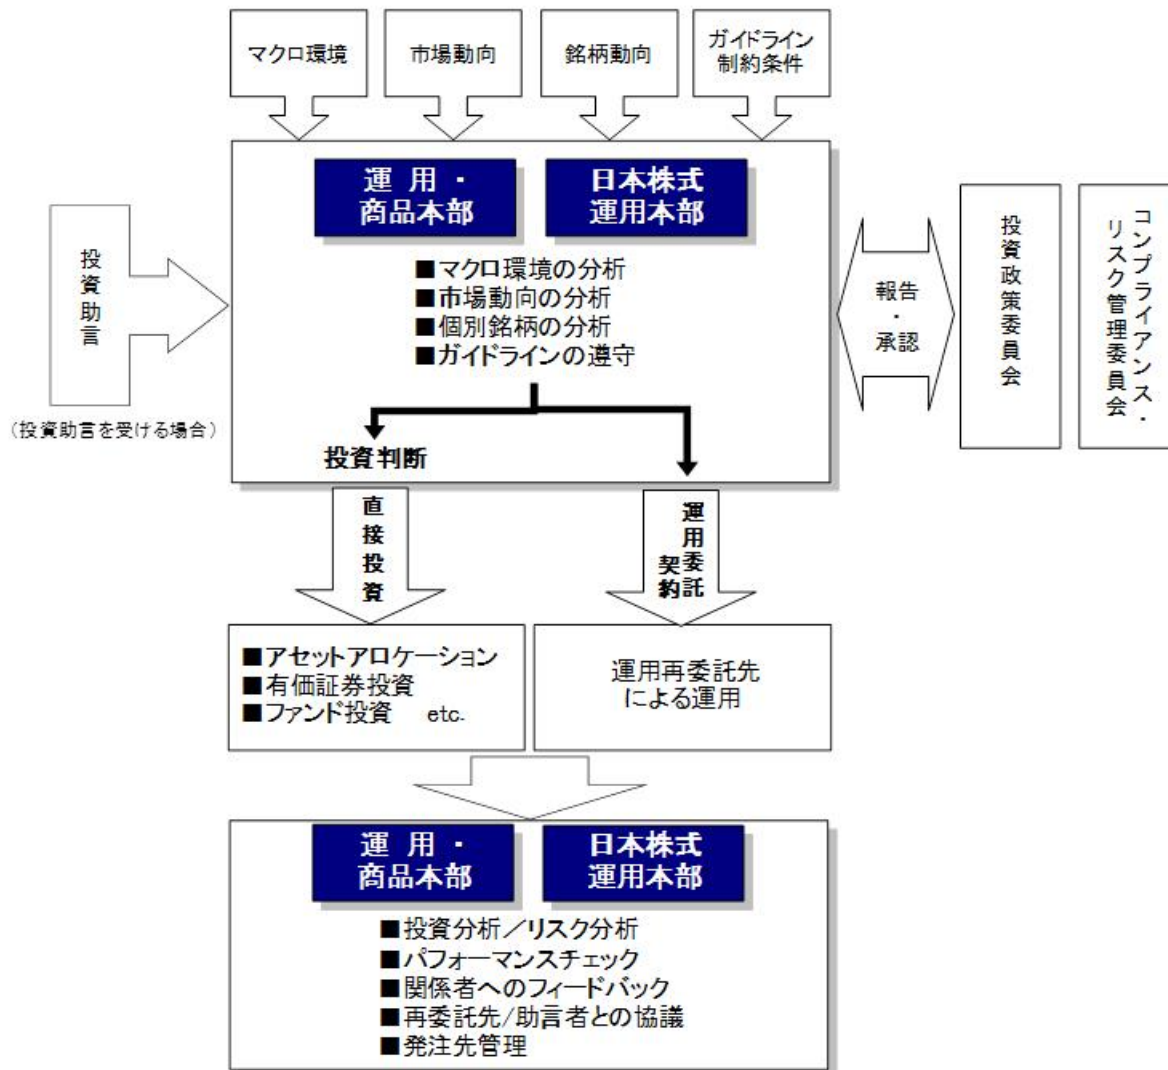 マクロ環境
市場動向
銘柄動向
ガイドライン
制約条件
運 用 ・
商品本部
日本株式
運用本部
■マクロ環境の分析
■市場動向の分析
■個別銘柄の分析
■ガイドラインの遵守
投資助言
(投資助言を受ける場合)
報告
・
承認
投資政策委員会
コンプライアンス・
リスク管理委員会
投資判断
直接投資
運用委託
契約
■アセットアロケーション
■有価証券投資
■ファンド投資 etc.
運用再委託先
による運用
運 用 ・
商品本部
日本株式
運用本部
■投資分析／リスク分析
■パフォーマンスチェック
■関係者へのフィードバック
■再委託先/助言者との協議
■発注先管理